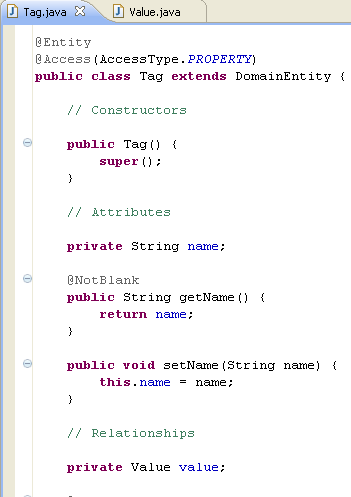 Tag.java Value.java
@Entity
@Access(AccessType.PROPERTY)
public class Tag extends DomainEntity {
// Constructors
public Tag() {
super();
}
// Attributes
private String name;
@NotBlank
public String getName() {
return name;
}
public void setName(String name) {
this.name = name;
}
// Relationships
private Value value;